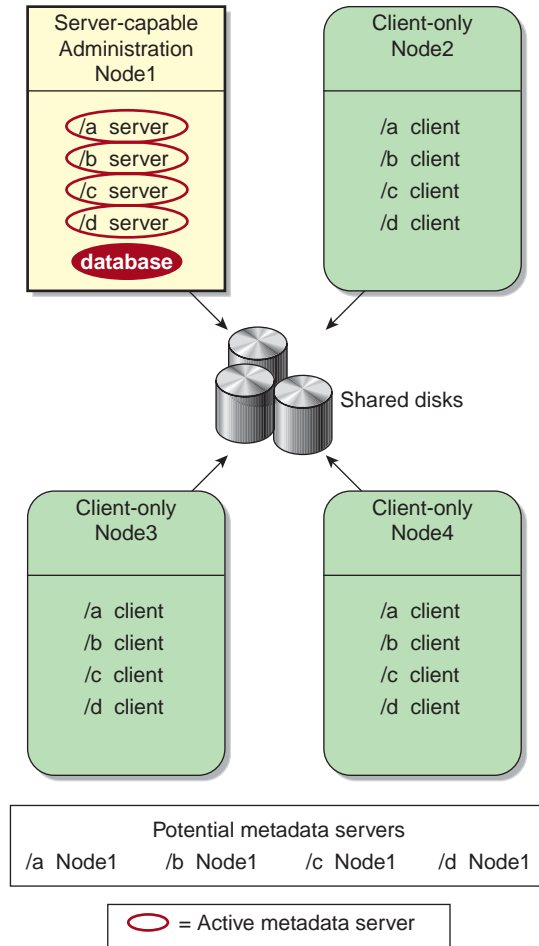 Server-capable
Administration
Node1
/a server
/b server
/c server
/d server
database
Client-only
Node2
/a client
/b client
/c client
/d client
Shared disks
Client-only
Node3
/a client
/b client
/c client
/d client
Client-only
Node4
/a client
/b client
/c client
/d client
Potential metadata servers
/a Node1 /b Node1 /c Node1 /d Node1
= Active metadata server